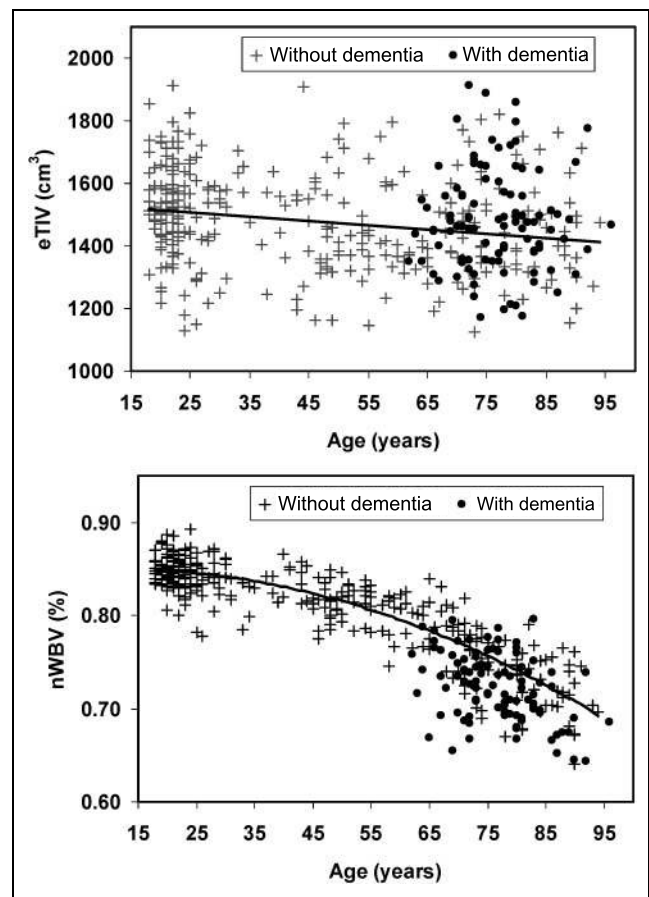 Without dementia With dementia
2000
1800
1600
1400
1200
1000
eTIV (cm³)
15 25 35 45 55 65 75 85 95
Age (years)
Without dementia With dementia
0.90
0.80
0.70
0.60
nWBV (%)
15 25 35 45 55 65 75 85 95
Age (years)